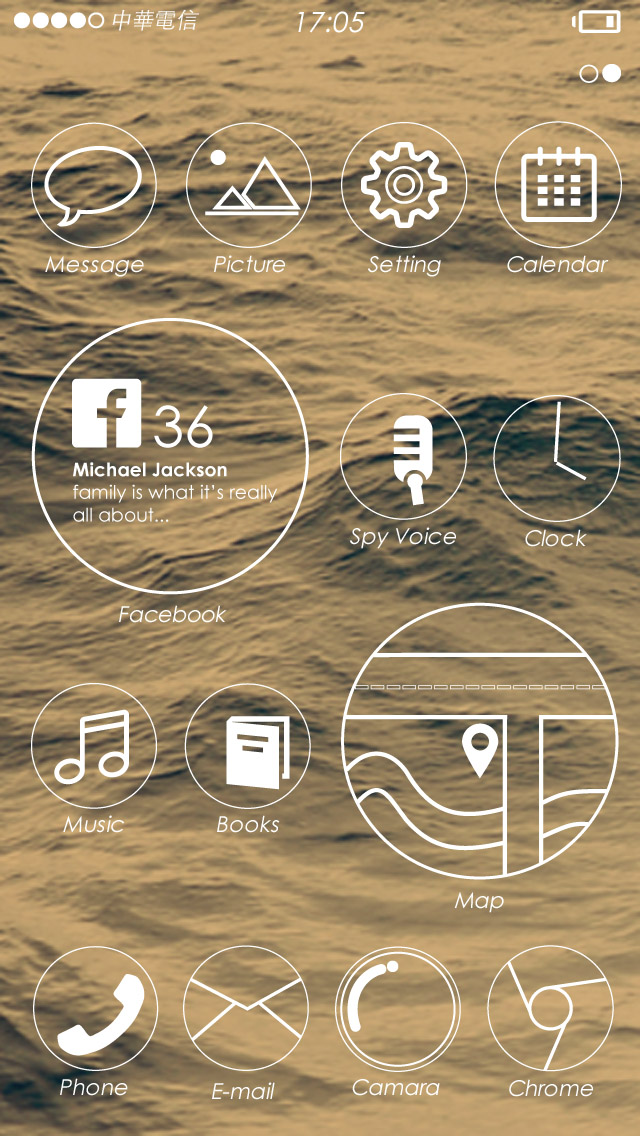 中華電信 17:05
Message Picture Setting Calendar
36
Michael Jackson
family is what it's really
all about...
Spy Voice Clock
Facebook
Music Books
Map
Phone E-mail Camara Chrome